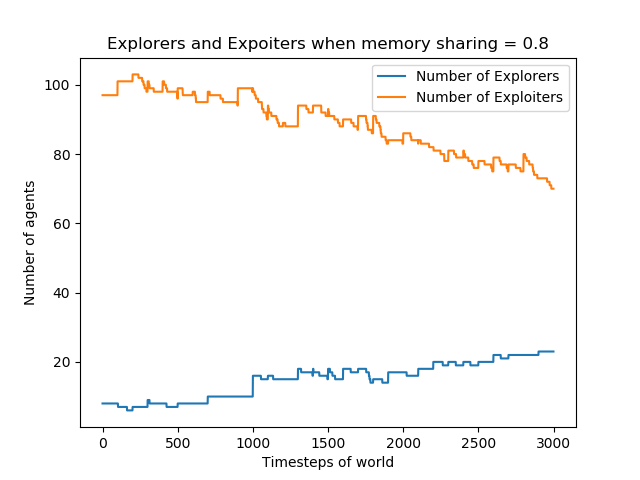 Explorers and Expoiters when memory sharing = 0.8
Number of Explorers
Number of Exploiters
Number of agents
100
80
60
40
20
0 500 1000 1500 2000 2500 3000
Timesteps of world